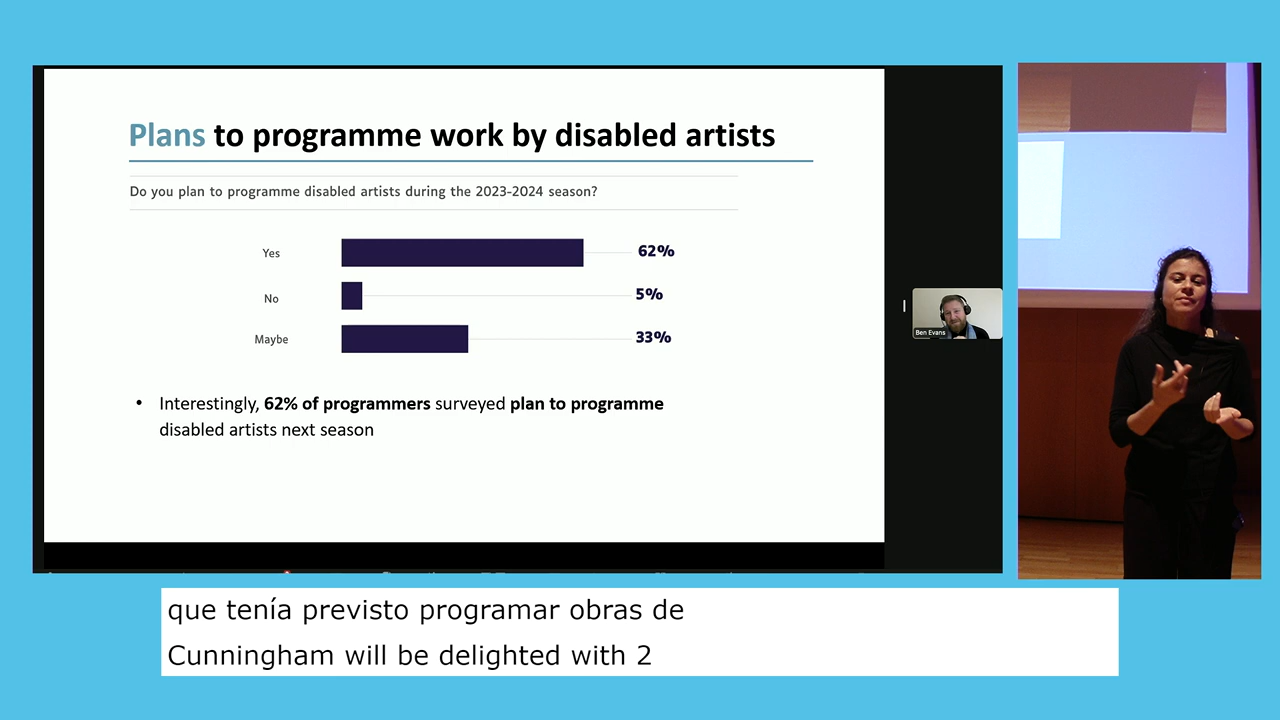 Plans to programme work by disabled artists
Do you plan to programme disabled artists during the 2023-2024 season?
Yes 62%
No 5%
Maybe 33%
• Interestingly, 62% of programmers surveyed plan to programme
disabled artists next season
Ben Evans
que tenía previsto programar obras de
Cunningham will be delighted with 2